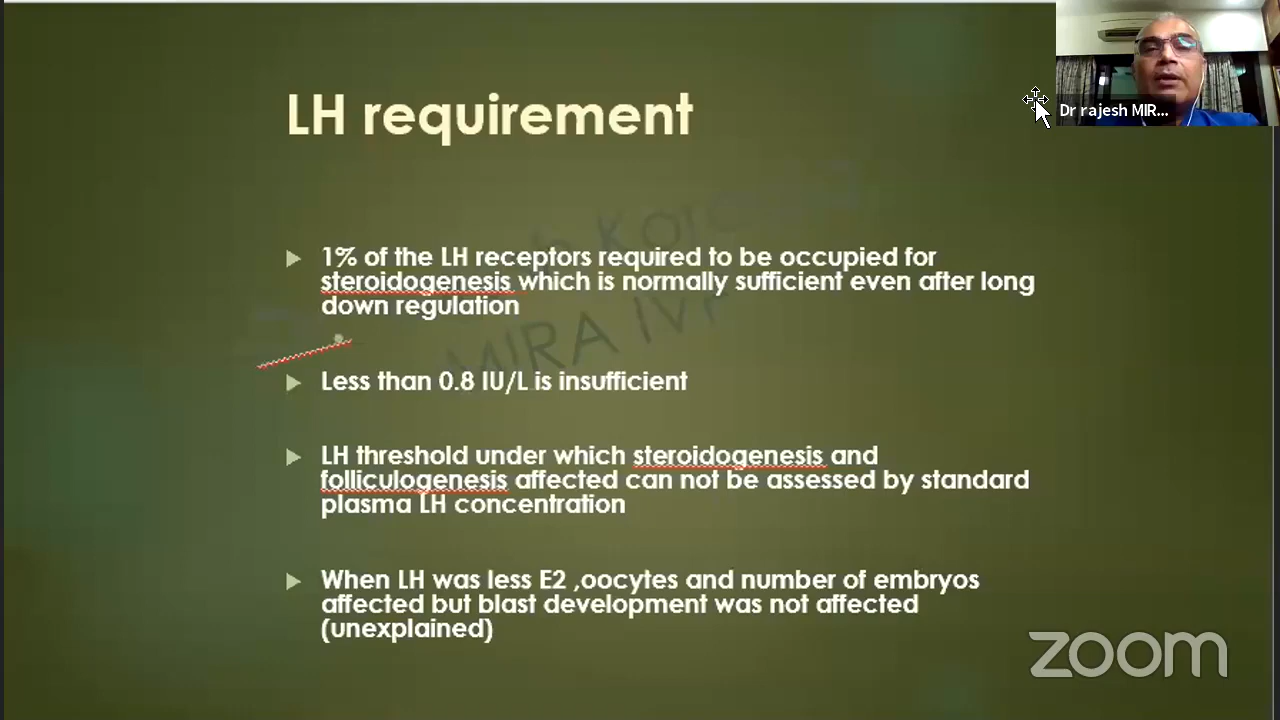 LH requirement
Dr rajesh MIR...
1% of the LH receptors required to be occupied for
steroidogenesis which is normally sufficient even after long
down regulation
MIRA IVF
Less than 0.8 IU/L is insufficient
LH threshold under which steroidogenesis and
folliculogenesis affected can not be assessed by standard
plasma LH concentration
When LH was less E2 ,oocytes and number of embryos
affected but blast development was not affected
(unexplained)
zoom